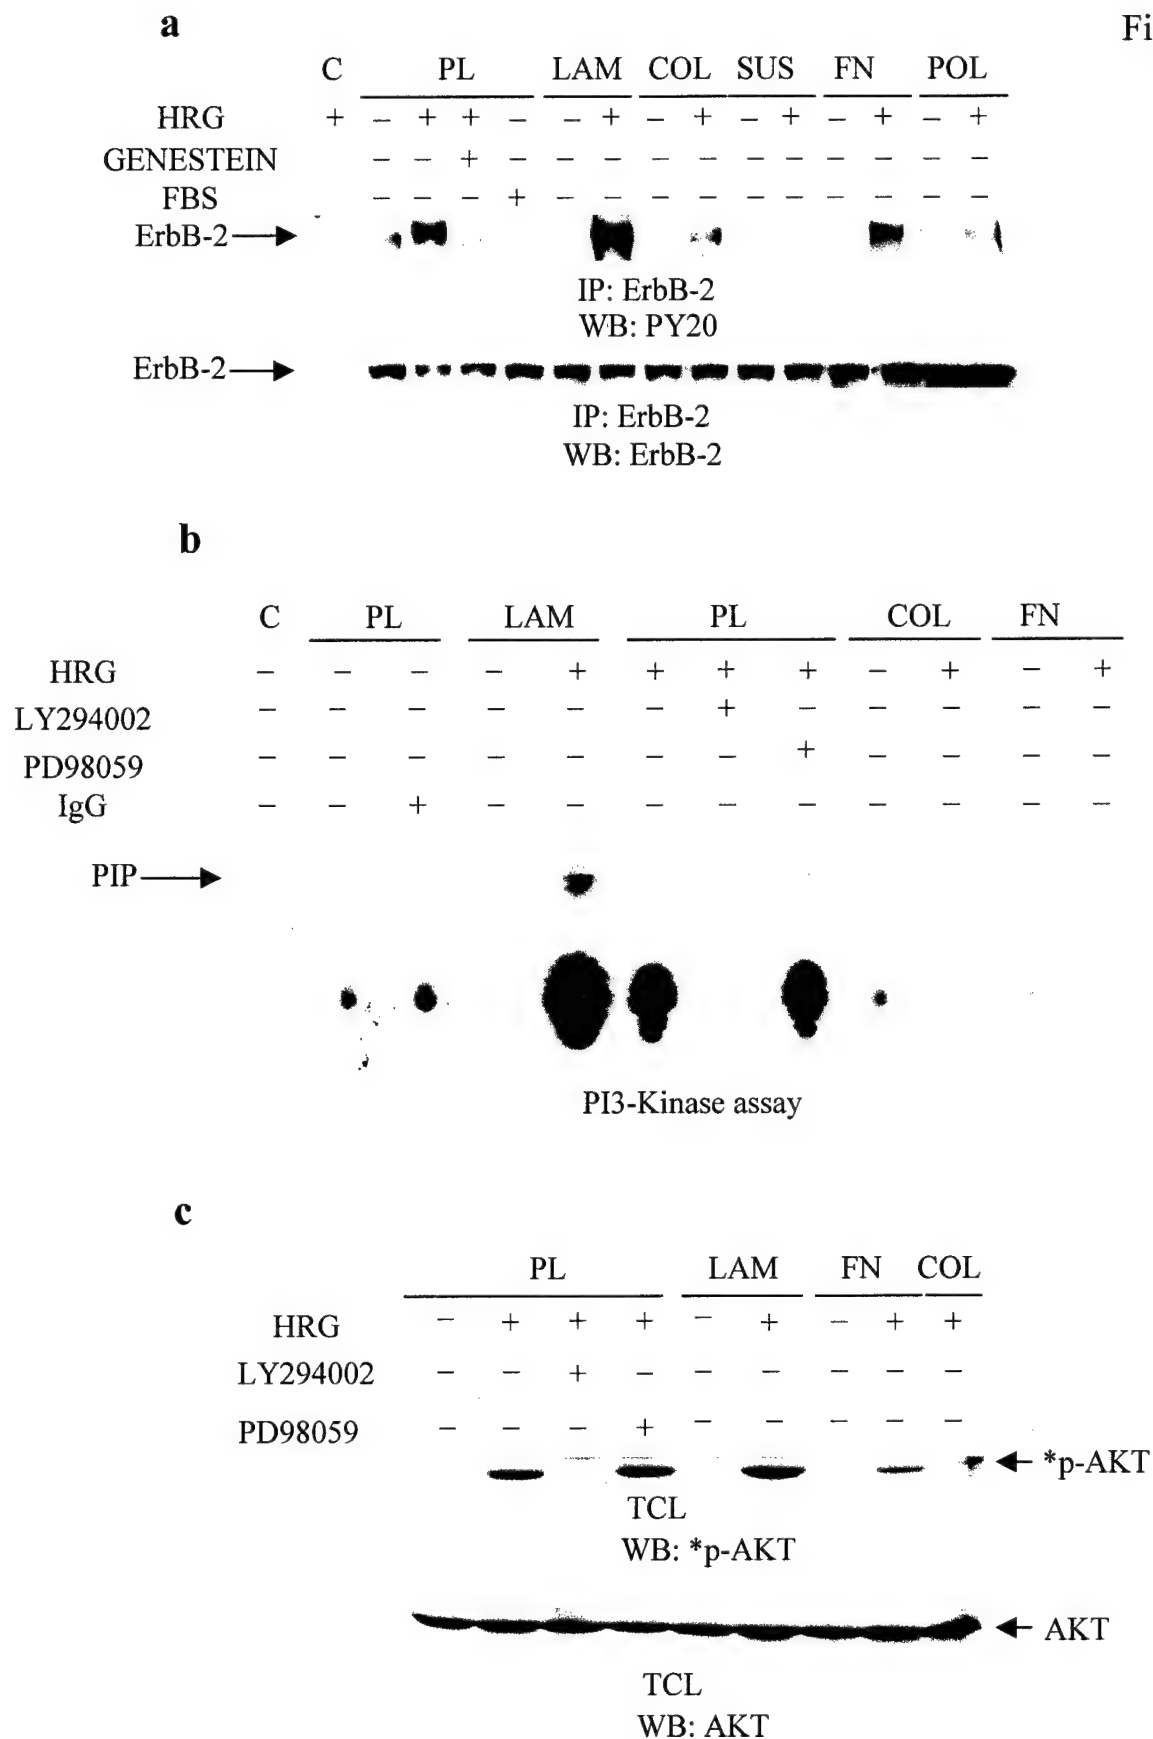 a
Fi
C PL LAM COL SUS FN POL
HRG + − + + − − + − + − + − + − +
GENESTEIN − − + − − − − − − − − − − −
FBS − − − + − − − − − − − − − −
ErbB-2
IP: ErbB-2
WB: PY20
ErbB-2
IP: ErbB-2
WB: ErbB-2
b
C PL LAM PL COL FN
HRG − − − − + + + + − + − +
LY294002 − − − − − − + − − − − −
PD98059 − − − − − − − + − − − −
IgG − − + − − − − − − − − −
PIP
PI3-Kinase assay
c
PL LAM FN COL
HRG − + + + − + − + +
LY294002 − − + − − − − − −
PD98059 − − − + − − − − −
*p-AKT
TCL
WB: *p-AKT
AKT
TCL
WB: AKT